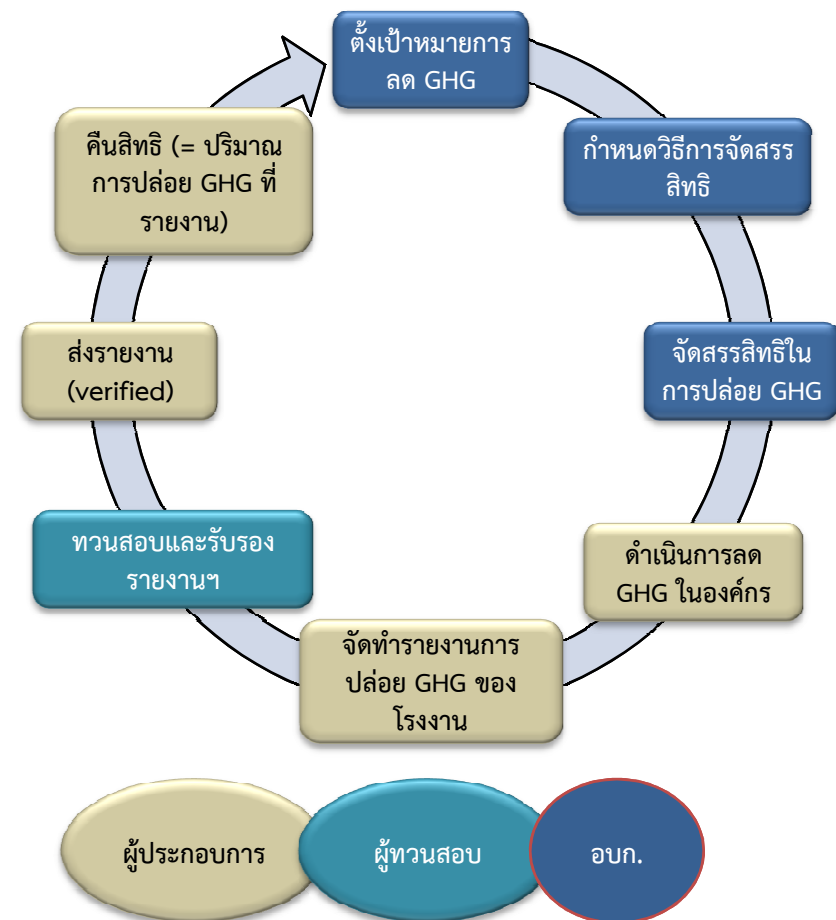 ตั้งเป้าหมายการ
ลด GHG
กำหนดวิธีการจัดสรร
สิทธิ
จัดสรรสิทธิใน
การปล่อย GHG
ดำเนินการลด
GHG ในองค์กร
จัดทำรายงานการ
ปล่อย GHG ของ
โรงงาน
ทวนสอบและรับรอง
รายงานฯ
ส่งรายงาน
(verified)
คืนสิทธิ (= ปริมาณ
การปล่อย GHG ที่
รายงาน)
ผู้ประกอบการ
ผู้ทวนสอบ
อบก.